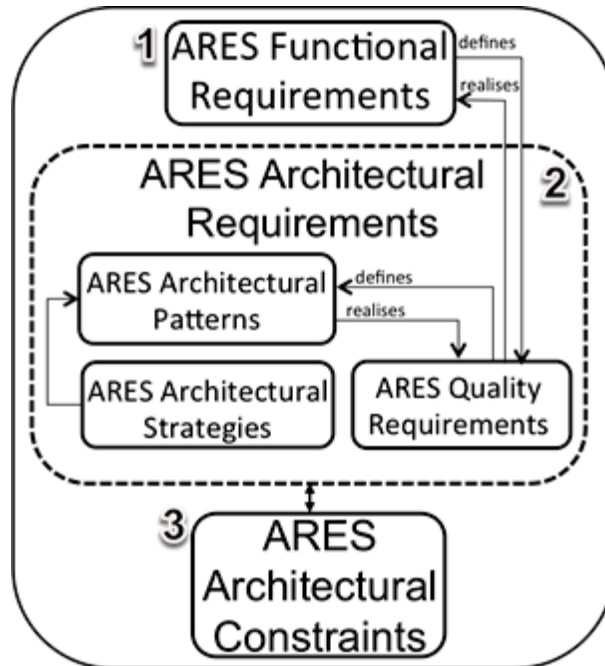 1
ARES Functional
Requirements
defines
realises
2
ARES Architectural
Requirements
ARES Architectural
Patterns
defines
realises
ARES Architectural
Strategies
ARES Quality
Requirements
3
ARES
Architectural
Constraints